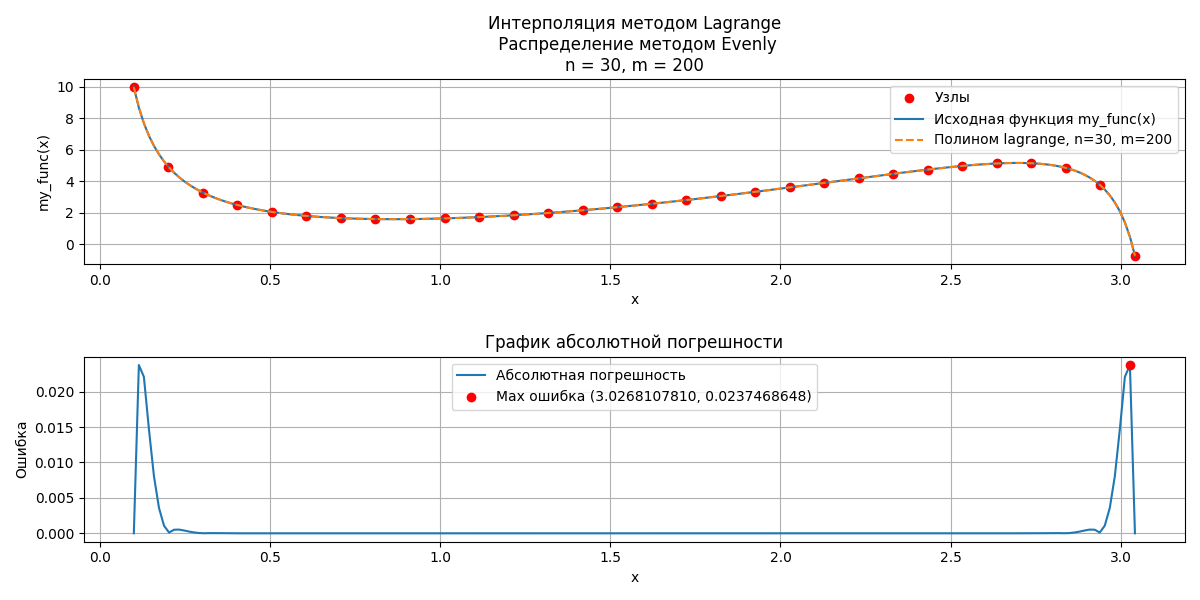 Интерполяция методом Lagrange
Распределение методом Evenly
n = 30, m = 200
my_func(x)
10
8
6
4
2
0
Узлы
Исходная функция my_func(x)
Полином lagrange, n=30, m=200
0.0 0.5 1.0 1.5 2.0 2.5 3.0
x
График абсолютной погрешности
Ошибка
0.020
0.015
0.010
0.005
0.000
Абсолютная погрешность
Max ошибка (3.0268107810, 0.0237468648)
0.0 0.5 1.0 1.5 2.0 2.5 3.0
x